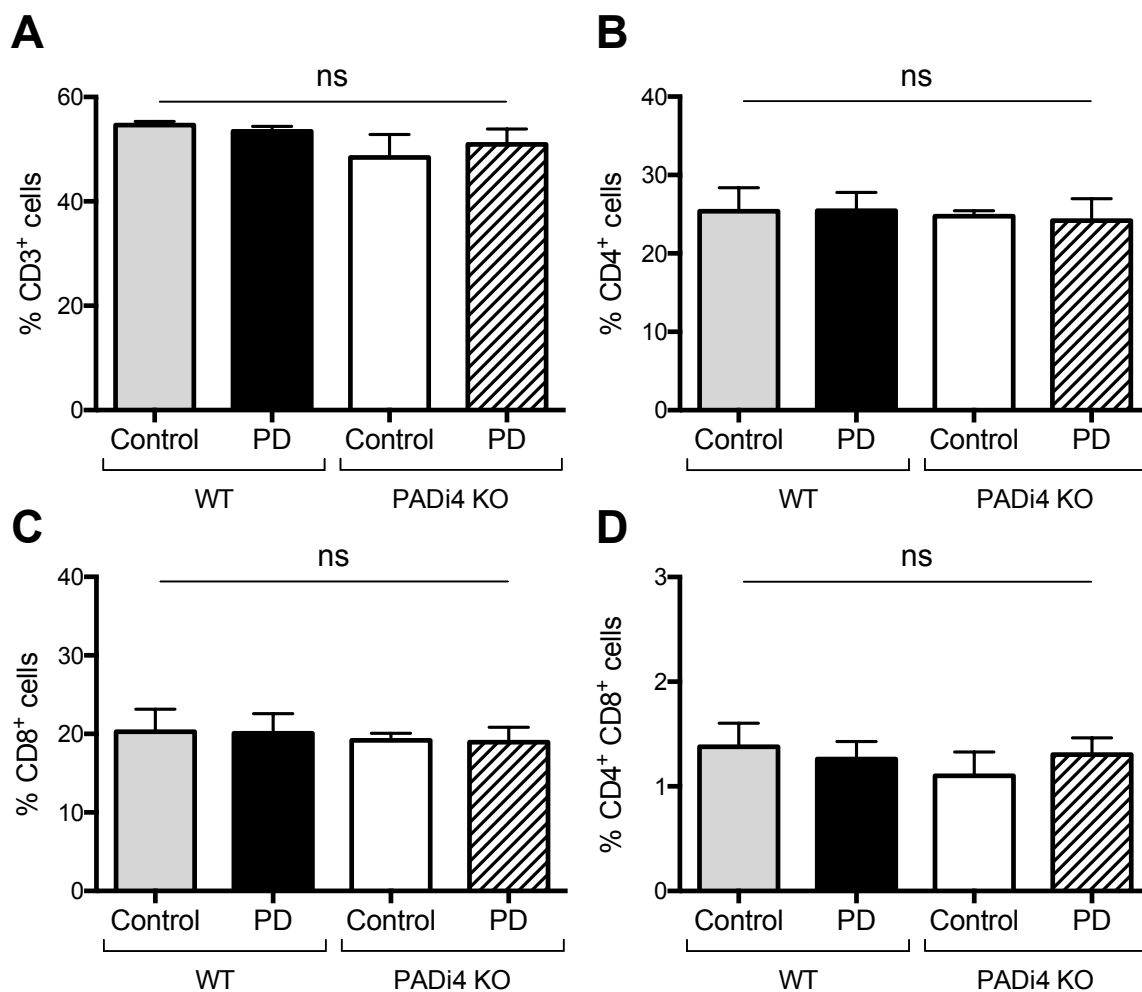 A
ns
% CD3⁺ cells
60
40
20
0
Control PD Control PD
WT PADi4 KO
B
ns
% CD4⁺ cells
40
30
20
10
0
Control PD Control PD
WT PADi4 KO
C
ns
% CD8⁺ cells
40
30
20
10
0
Control PD Control PD
WT PADi4 KO
D
ns
% CD4⁺ CD8⁺ cells
3
2
1
0
Control PD Control PD
WT PADi4 KO